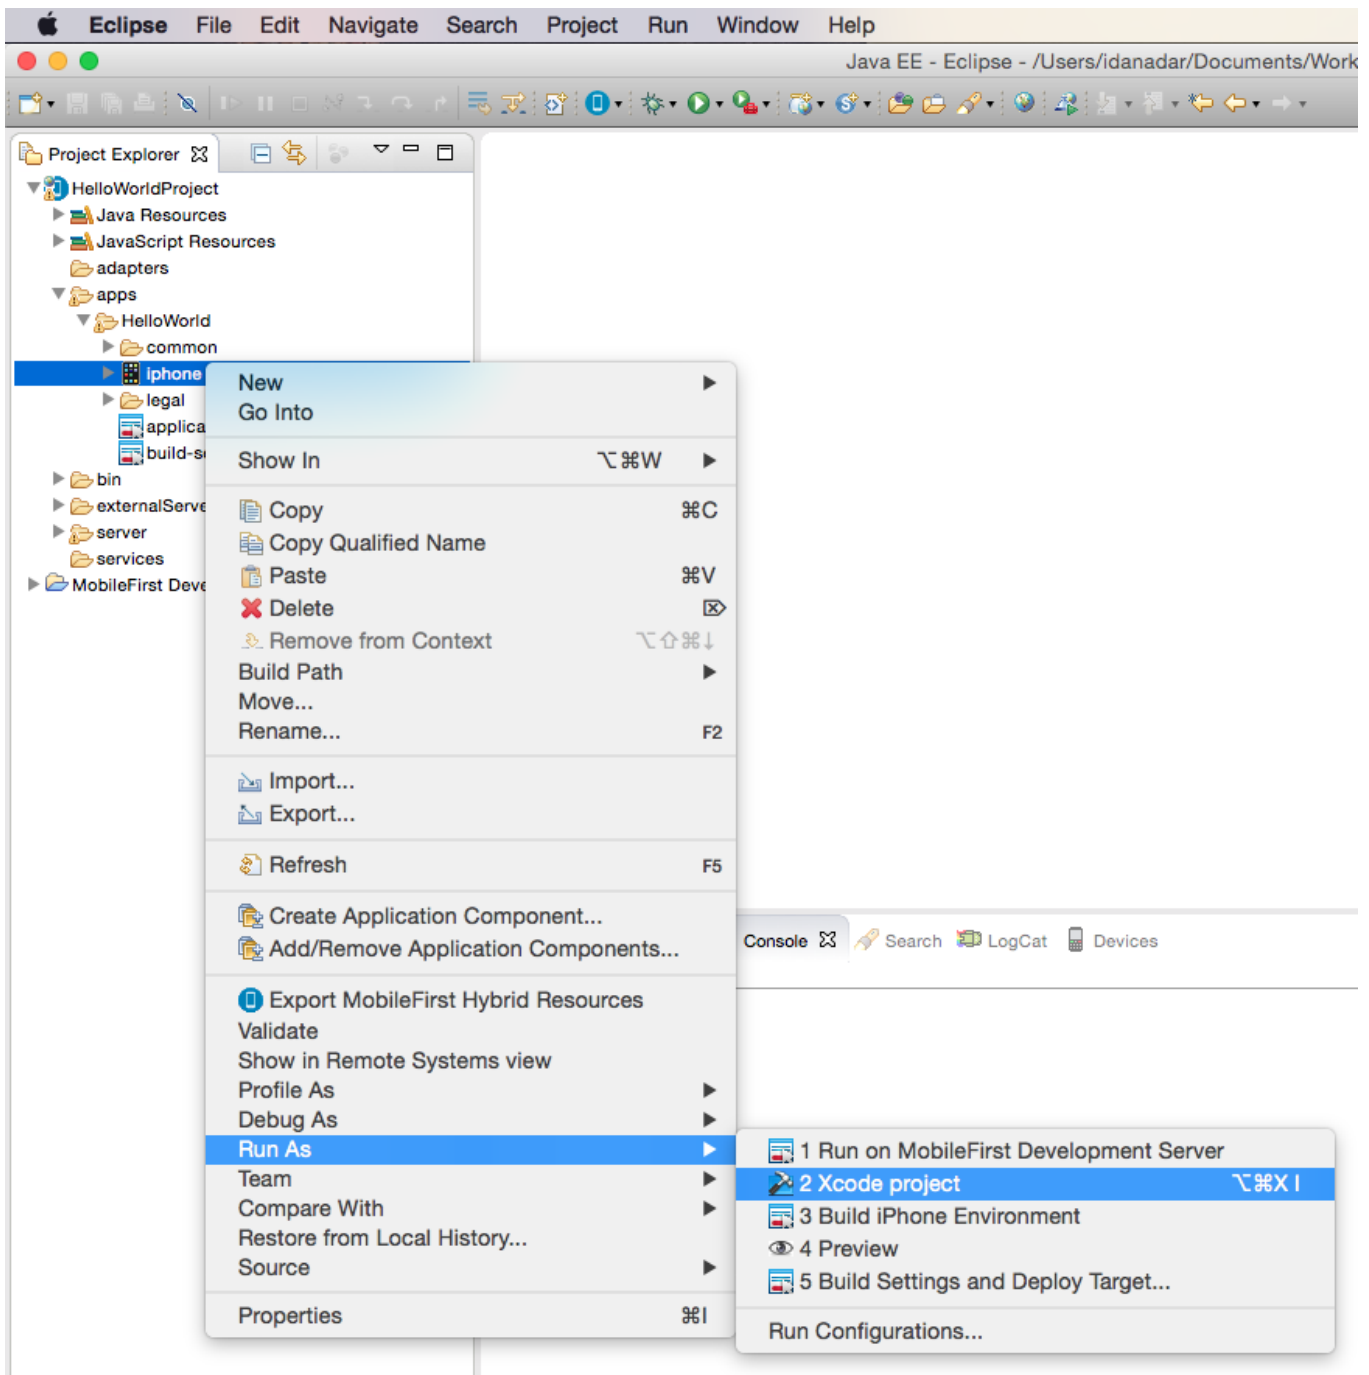 Eclipse File Edit Navigate Search Project Run Window Help
Java EE - Eclipse - /Users/idanadar/Documents/Work
Project Explorer
HelloWorldProject
Java Resources
JavaScript Resources
adapters
apps
HelloWorld
common
iphone
legal
applica
build-s
bin
externalServe
server
services
MobileFirst Deve
New
Go Into
Show In ⌥⌘W
Copy ⌘C
Copy Qualified Name
Paste ⌘V
Delete ⌦
Remove from Context ⌥⇧⌘↓
Build Path
Move...
Rename... F2
Import...
Export...
Refresh F5
Create Application Component...
Add/Remove Application Components...
Export MobileFirst Hybrid Resources
Validate
Show in Remote Systems view
Profile As
Debug As
Run As
Team
Compare With
Restore from Local History...
Source
Properties ⌘I
Console Search LogCat Devices
1 Run on MobileFirst Development Server
2 Xcode project ⌥⌘X I
3 Build iPhone Environment
4 Preview
5 Build Settings and Deploy Target...
Run Configurations...